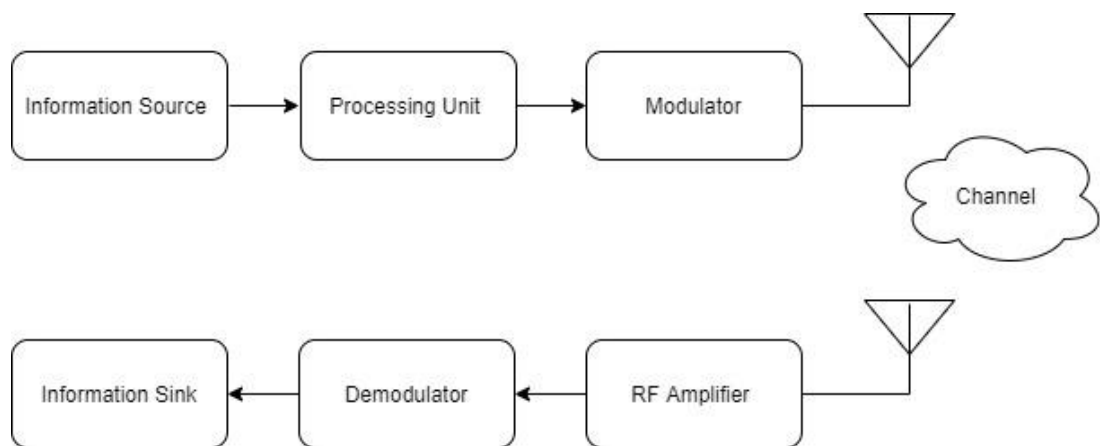 Information Source
Processing Unit
Modulator
Channel
Information Sink
Demodulator
RF Amplifier